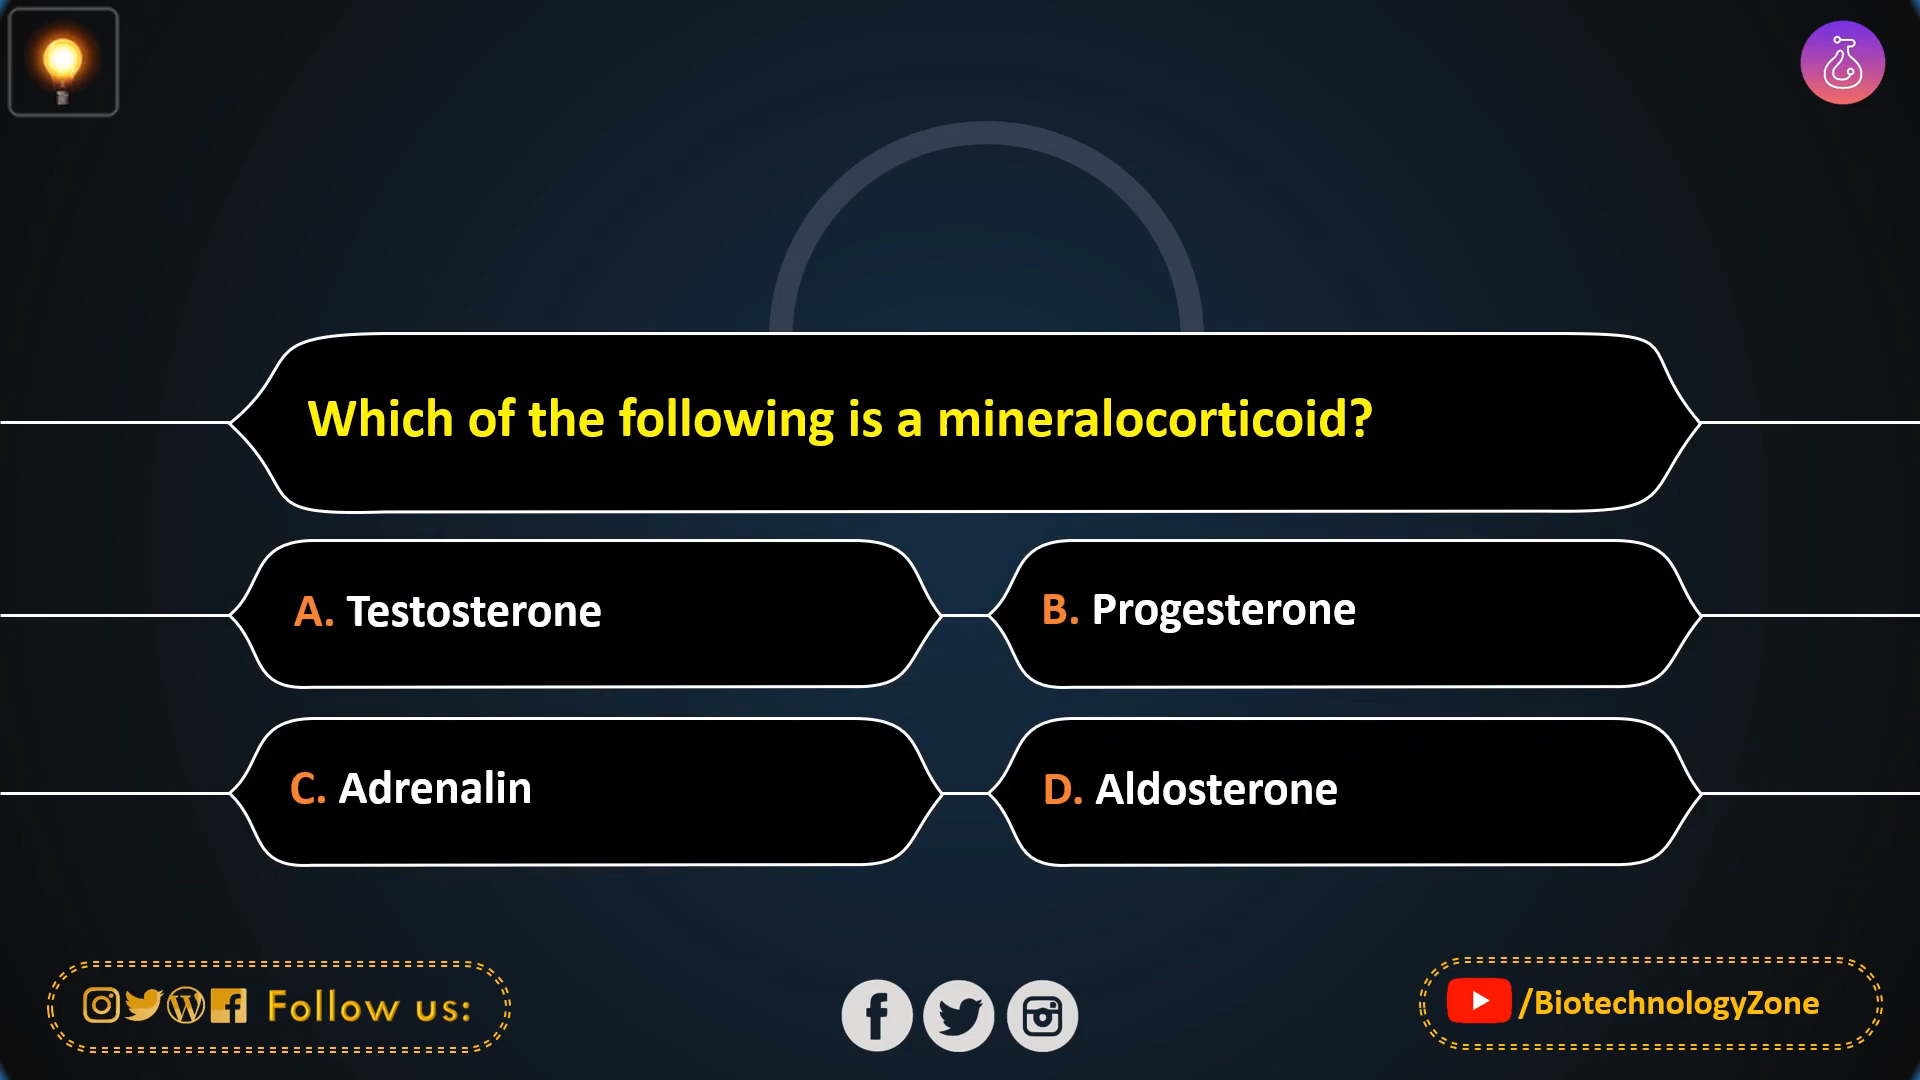 Which of the following is a mineralocorticoid?
A. Testosterone
B. Progesterone
C. Adrenalin
D. Aldosterone
Follow us:
/BiotechnologyZone